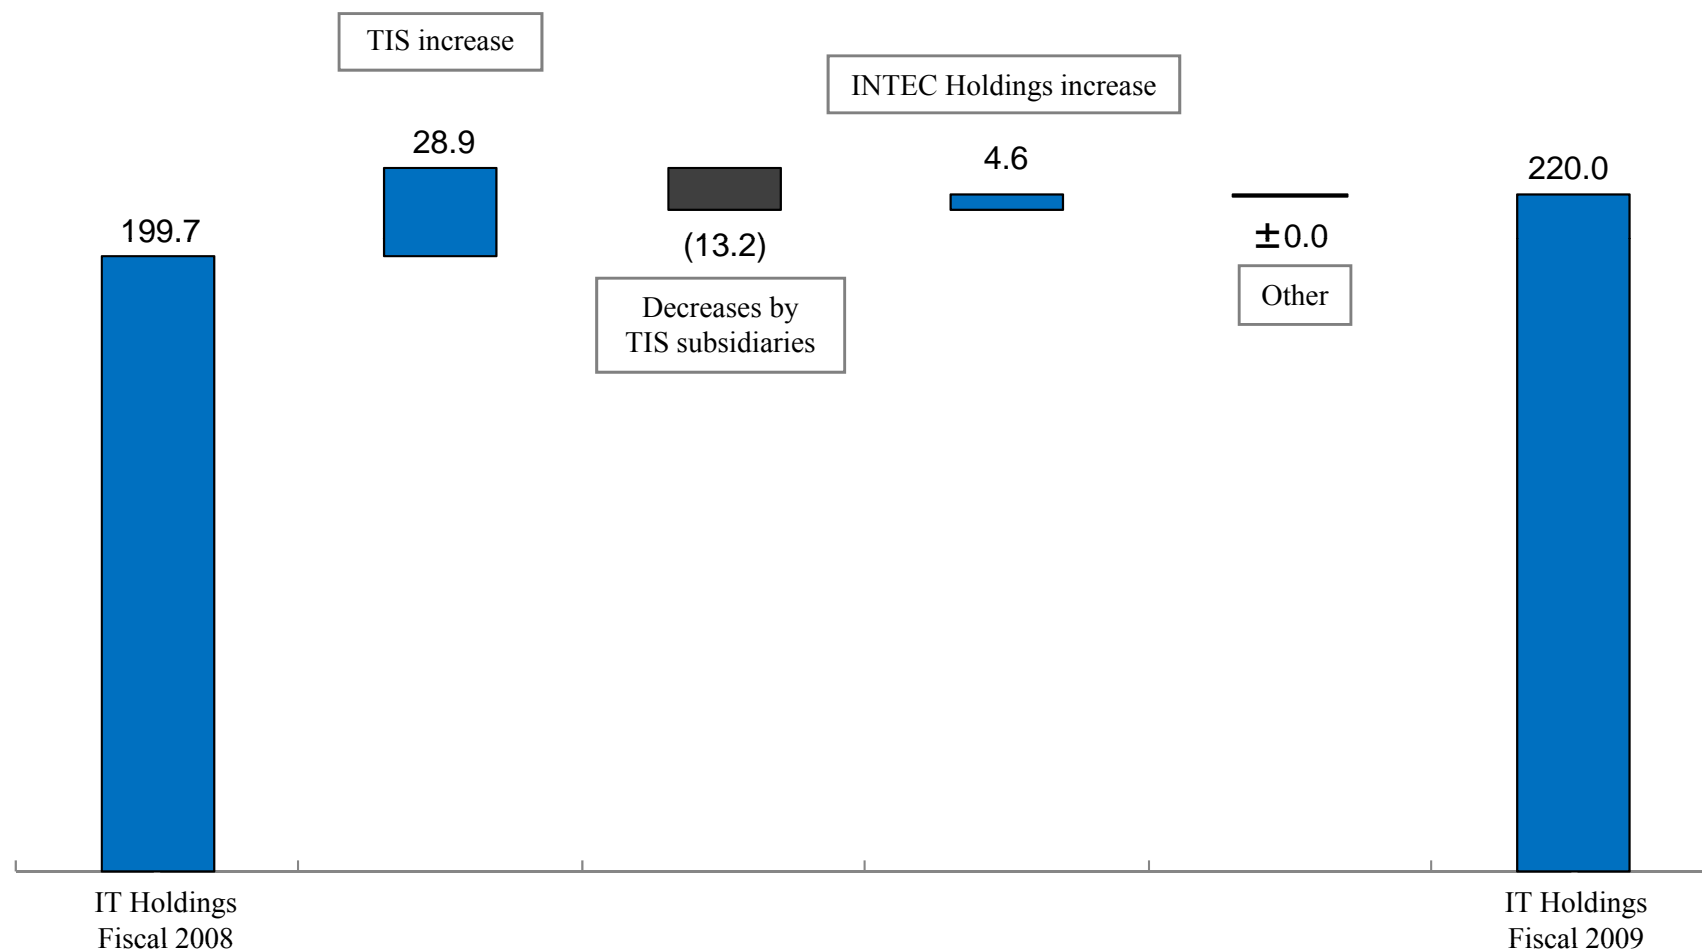 TIS increase
28.9
INTEC Holdings increase
4.6
220.0
199.7
(13.2)
Decreases by
TIS subsidiaries
±0.0
Other
IT Holdings
Fiscal 2008
IT Holdings
Fiscal 2009